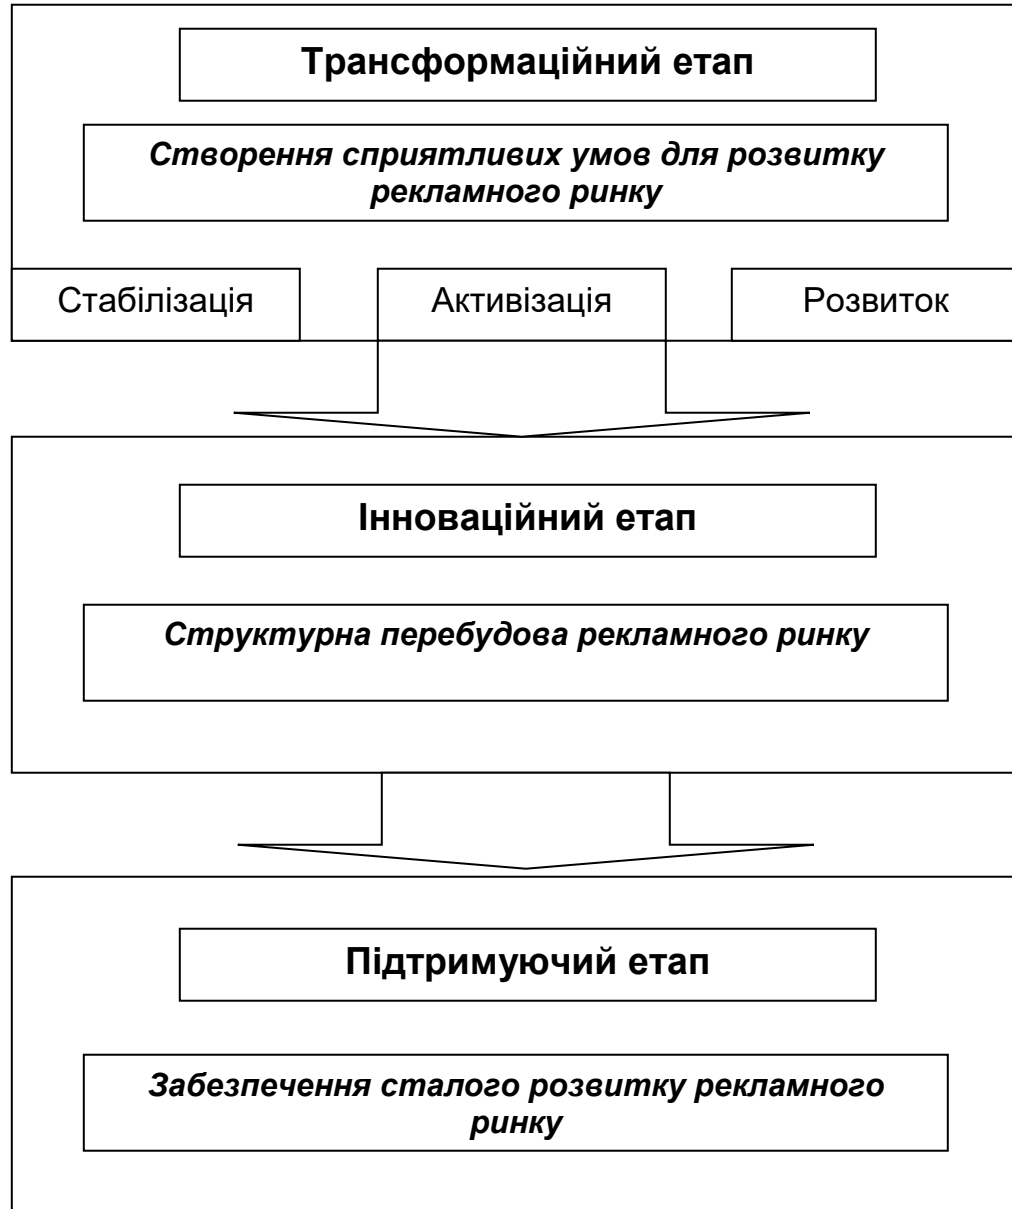 Трансформаційний етап
Створення сприятливих умов для розвитку
рекламного ринку
Стабілізація
Активізація
Розвиток
Інноваційний етап
Структурна перебудова рекламного ринку
Підтримуючий етап
Забезпечення сталого розвитку рекламного
ринку